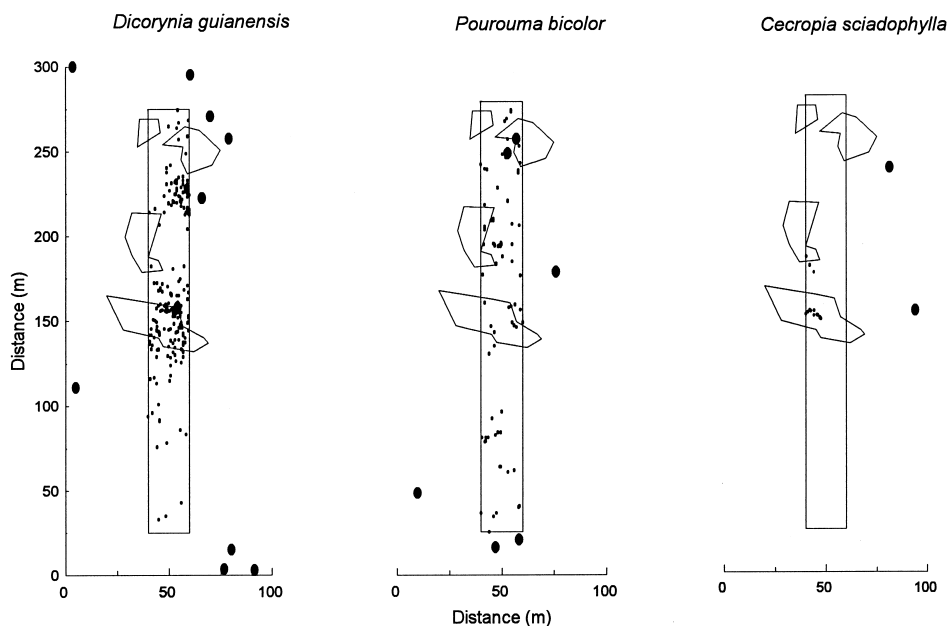 Dicorynia guianensis
Pourouma bicolor
Cecropia sciadophylla
300
250
200
150
100
50
0
Distance (m)
0 50 100
0 50 100
0 50 100
Distance (m)